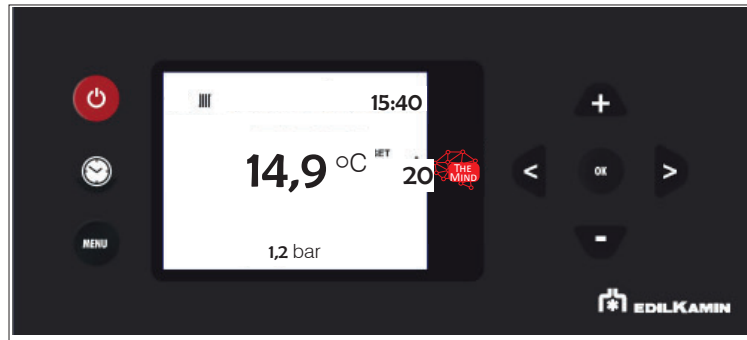 15:40
14,9 °C
SET
20
THE
MIND
1,2 bar
MENU
+
<
OK
>
-
EDILKAMIN